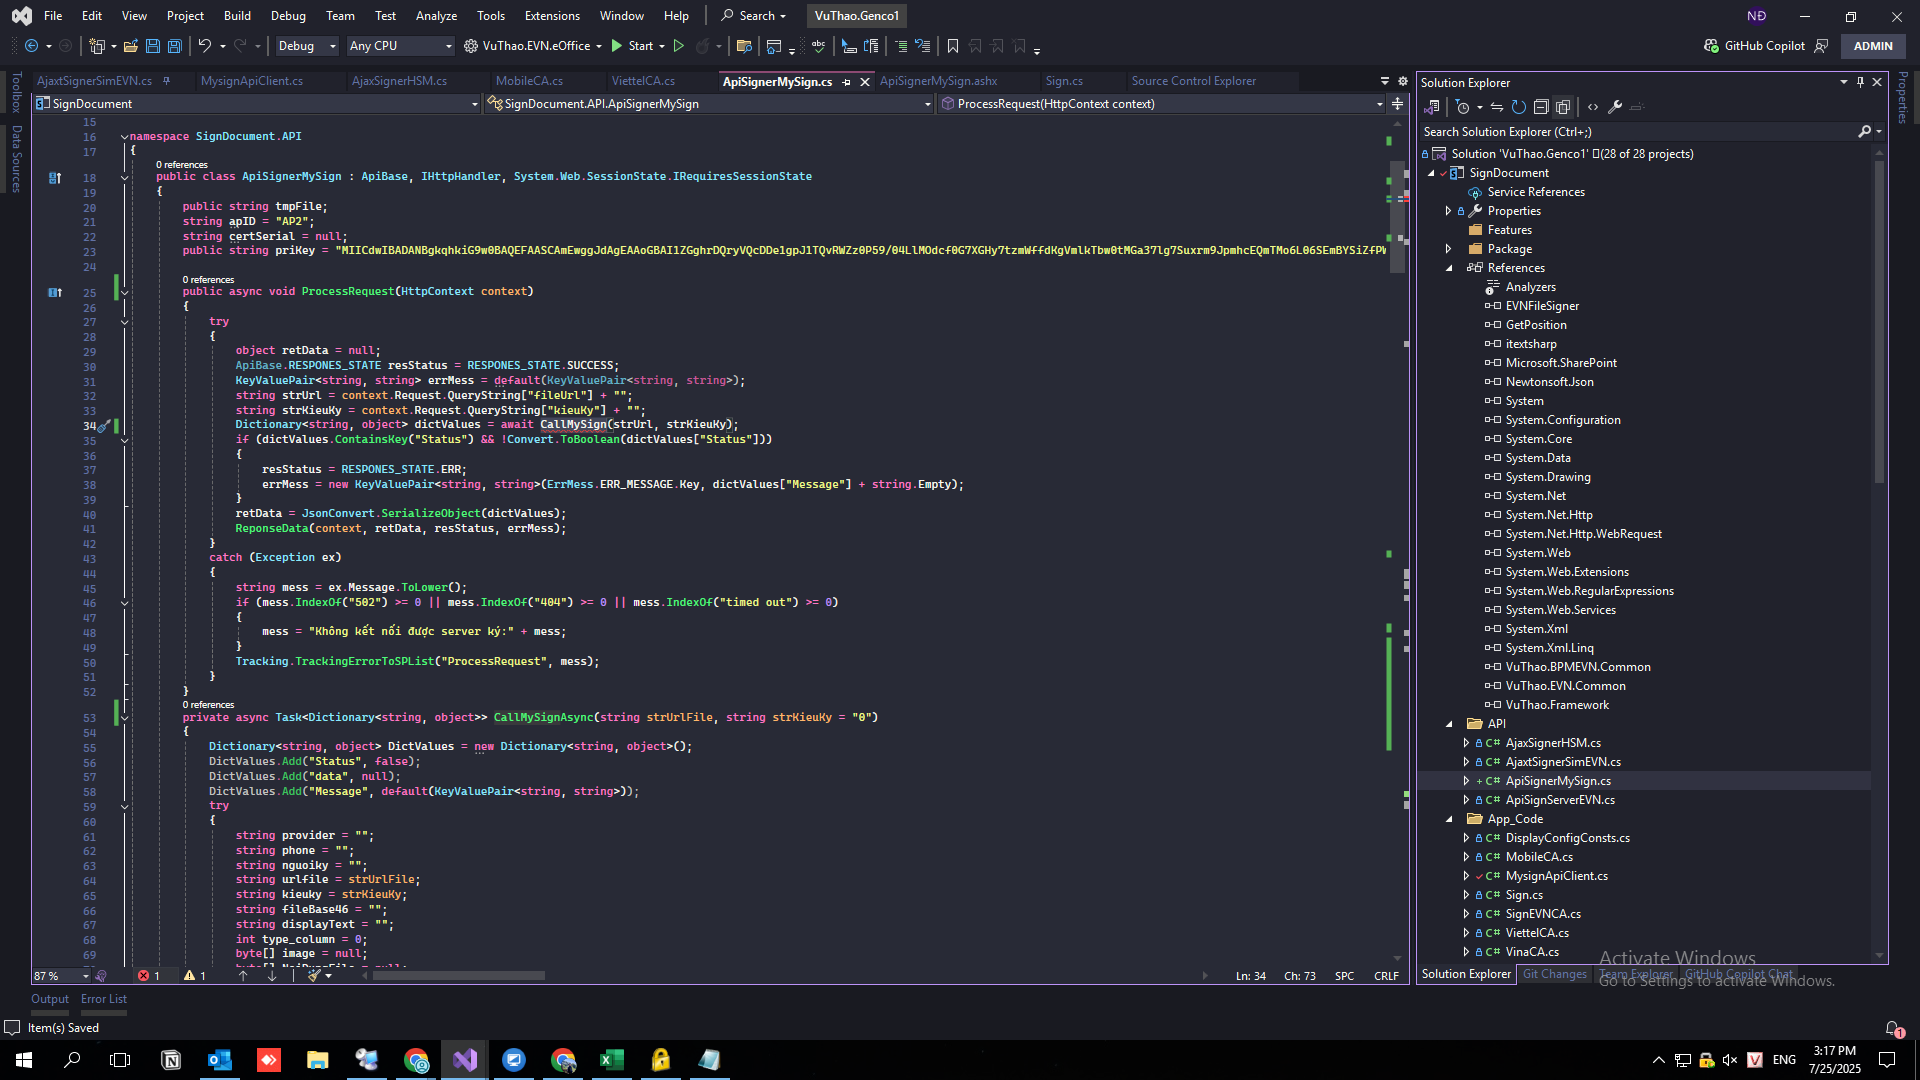 File Edit View Project Build Debug Team Test Analyze Tools Extensions Window Help Search VuThao.Genco1 NĐ
Debug Any CPU VuThao.EVN.eOffice Start GitHub Copilot ADMIN
AjaxtSignerSimEVN.cs MysignApiClient.cs AjaxSignerHSM.cs MobileCA.cs ViettelCA.cs ApiSignerMySign.cs ApiSignerMySign.ashx Sign.cs Source Control Explorer
SignDocument SignDocument.API.ApiSignerMySign ProcessRequest(HttpContext context)
Toolbox
Data Sources
15
16 namespace SignDocument.API
17 {
0 references
18 public class ApiSignerMySign : ApiBase, IHttpHandler, System.Web.SessionState.IRequiresSessionState
19 {
20 public string tmpFile;
21 string apID = "AP2";
22 string certSerial = null;
23 public string priKey =
24
0 references
25 public async void ProcessRequest(HttpContext context)
26 {
27 try
28 {
29 object retData = null;
30 ApiBase.RESPONES_STATE resStatus = RESPONES_STATE.SUCCESS;
31 KeyValuePair<string, string> errMess = default(KeyValuePair<string, string>);
32 string strUrl = context.Request.QueryString["fileUrl"] + "";
33 string strKieuKy = context.Request.QueryString["kieuKy"] + "";
34 Dictionary<string, object> dictValues = await CallMySign(strUrl, strKieuKy);
35 if (dictValues.ContainsKey("Status") && !Convert.ToBoolean(dictValues["Status"]))
36 {
37 resStatus = RESPONES_STATE.ERR;
38 errMess = new KeyValuePair<string, string>(ErrMess.ERR_MESSAGE.Key, dictValues["Message"] + string.Empty);
39 }
40 retData = JsonConvert.SerializeObject(dictValues);
41 ReponseData(context, retData, resStatus, errMess);
42 }
43 catch (Exception ex)
44 {
45 string mess = ex.Message.ToLower();
46 if (mess.IndexOf("502") >= 0 || mess.IndexOf("404") >= 0 || mess.IndexOf("timed out") >= 0)
47 {
48 mess = "Không kết nối được server ký:" + mess;
49 }
50 Tracking.TrackingErrorToSPList("ProcessRequest", mess);
51 }
52 }
0 references
53 private async Task<Dictionary<string, object>> CallMySignAsync(string strUrlFile, string strKieuKy = "0")
54 {
55 Dictionary<string, object> DictValues = new Dictionary<string, object>();
56 DictValues.Add("Status", false);
57 DictValues.Add("data", null);
58 DictValues.Add("Message", default(KeyValuePair<string, string>));
59 try
60 {
61 string provider = "";
62 string phone = "";
63 string nguoiky = "";
64 string urlfile = strUrlFile;
65 string kieuky = strKieuKy;
66 string fileBase46 = "";
67 string displayText = "";
68 int type_column = 0;
69 byte[] image = null;
87 % 1 1 Ln: 34 Ch: 73 SPC CRLF
Solution Explorer
Search Solution Explorer (Ctrl+;)
Solution 'VuThao.Genco1' (28 of 28 projects)
SignDocument
Service References
Properties
Features
Package
References
Analyzers
EVNFileSigner
GetPosition
itextsharp
Microsoft.SharePoint
Newtonsoft.Json
System
System.Configuration
System.Core
System.Data
System.Drawing
System.Net
System.Net.Http
System.Net.Http.WebRequest
System.Web
System.Web.Extensions
System.Web.RegularExpressions
System.Web.Services
System.Xml
System.Xml.Linq
VuThao.BPMEVN.Common
VuThao.EVN.Common
VuThao.Framework
API
C# AjaxSignerHSM.cs
C# AjaxtSignerSimEVN.cs
C# ApiSignerMySign.cs
C# ApiSignServerEVN.cs
App_Code
C# DisplayConfigConsts.cs
C# MobileCA.cs
C# MysignApiClient.cs
C# Sign.cs
C# SignEVNCA.cs
C# ViettelCA.cs
C# VinaCA.cs
Solution Explorer Git Changes Team Explorer GitHub Copilot Chat
Properties
Activate Windows
Go to Settings to activate Windows.
Output Error List
Item(s) Saved
1
ENG
3:17 PM
7/25/2025